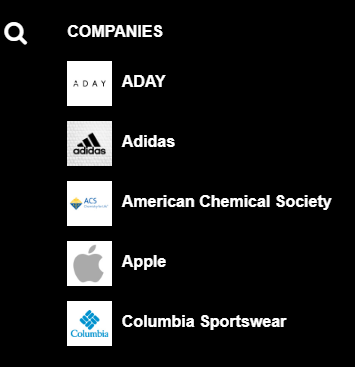 COMPANIES
ADAY
ADAY
adidas
Adidas
ACS
American Chemical Society
Apple
Columbia
Columbia Sportswear